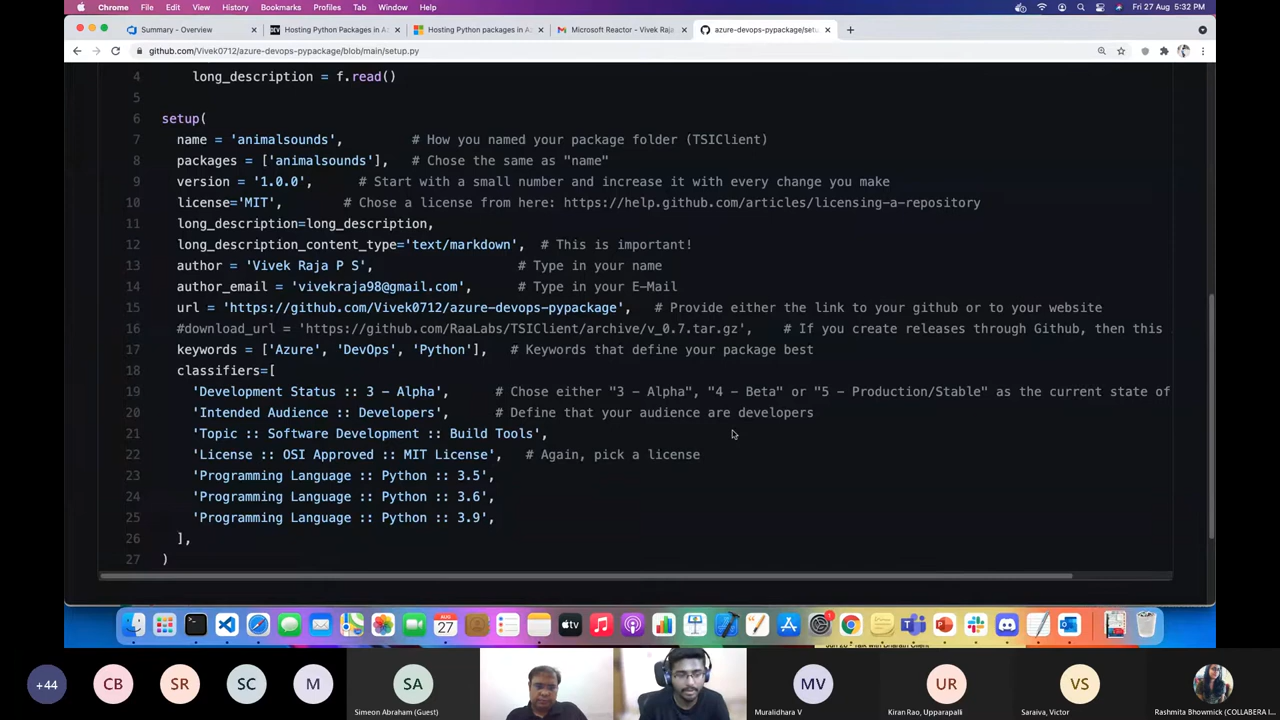 Chrome File Edit View History Bookmarks Profiles Tab Window Help Fri 27 Aug 5:32 PM
Summary - Overview
Hosting Python Packages in A
Hosting Python packages in A
Microsoft Reactor - Vivek Raja
azure-devops-pypackage/setu
github.com/Vivek0712/azure-devops-pypackage/blob/main/setup.py
4 long_description = f.read()
5
6 setup(
7 name = 'animalsounds', # How you named your package folder (TSIClient)
8 packages = ['animalsounds'], # Chose the same as "name"
9 version = '1.0.0', # Start with a small number and increase it with every change you make
10 license='MIT', # Chose a license from here: https://help.github.com/articles/licensing-a-repository
11 long_description=long_description,
12 long_description_content_type='text/markdown', # This is important!
13 author = 'Vivek Raja P S', # Type in your name
14 author_email = 'vivekraja98@gmail.com', # Type in your E-Mail
15 url = 'https://github.com/Vivek0712/azure-devops-pypackage', # Provide either the link to your github or to your website
16 #download_url = 'https://github.com/RaaLabs/TSIClient/archive/v_0.7.tar.gz', # If you create releases through Github, then this
17 keywords = ['Azure', 'DevOps', 'Python'], # Keywords that define your package best
18 classifiers=[
19 'Development Status :: 3 - Alpha', # Chose either "3 - Alpha", "4 - Beta" or "5 - Production/Stable" as the current state of
20 'Intended Audience :: Developers', # Define that your audience are developers
21 'Topic :: Software Development :: Build Tools',
22 'License :: OSI Approved :: MIT License', # Again, pick a license
23 'Programming Language :: Python :: 3.5',
24 'Programming Language :: Python :: 3.6',
25 'Programming Language :: Python :: 3.9',
26 ],
27 )
AUG
27
tv
1
+44
CB
SR
SC
M
SA
MV
UR
VS
Simeon Abraham (Guest)
Muralidhara V
Kiran Rao, Upparapalli
Saraiva, Victor
Rashmita Bhowmick (COLLABERA I...